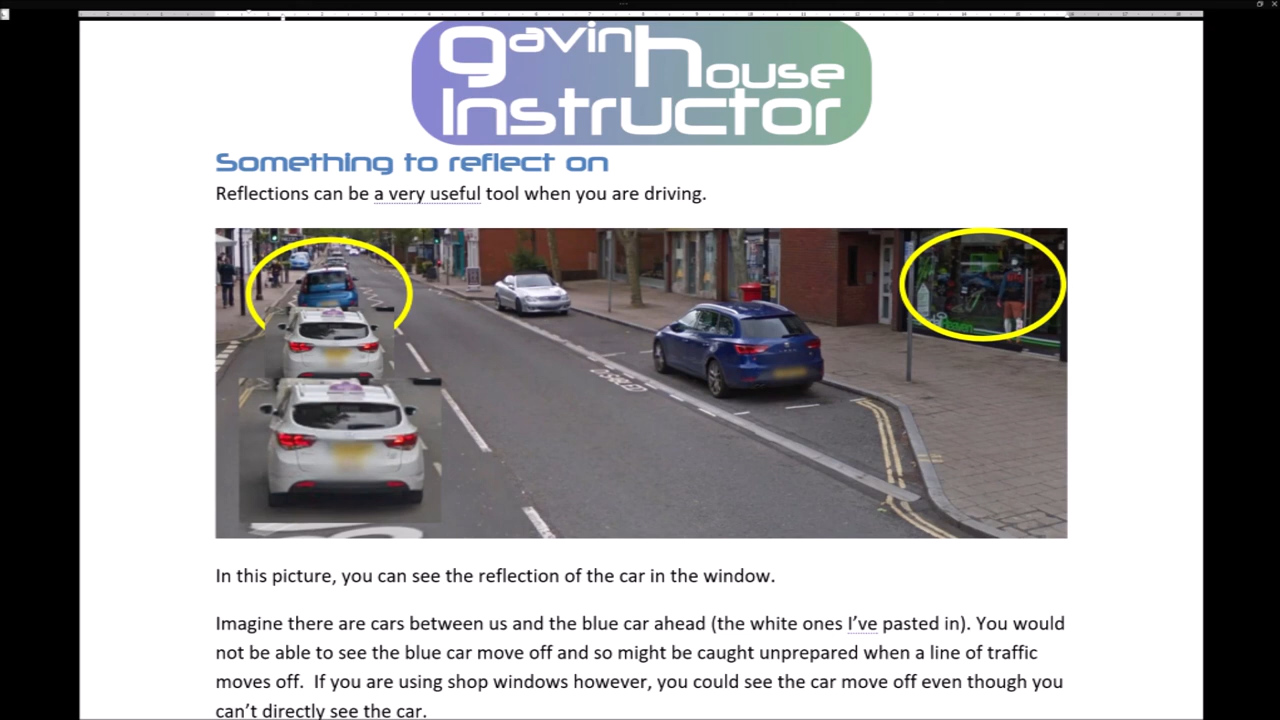 gavin house
Instructor
Something to reflect on
Reflections can be a very useful tool when you are driving.
DISABLED
In this picture, you can see the reflection of the car in the window.
Imagine there are cars between us and the blue car ahead (the white ones I’ve pasted in). You would
not be able to see the blue car move off and so might be caught unprepared when a line of traffic
moves off.  If you are using shop windows however, you could see the car move off even though you
can’t directly see the car.